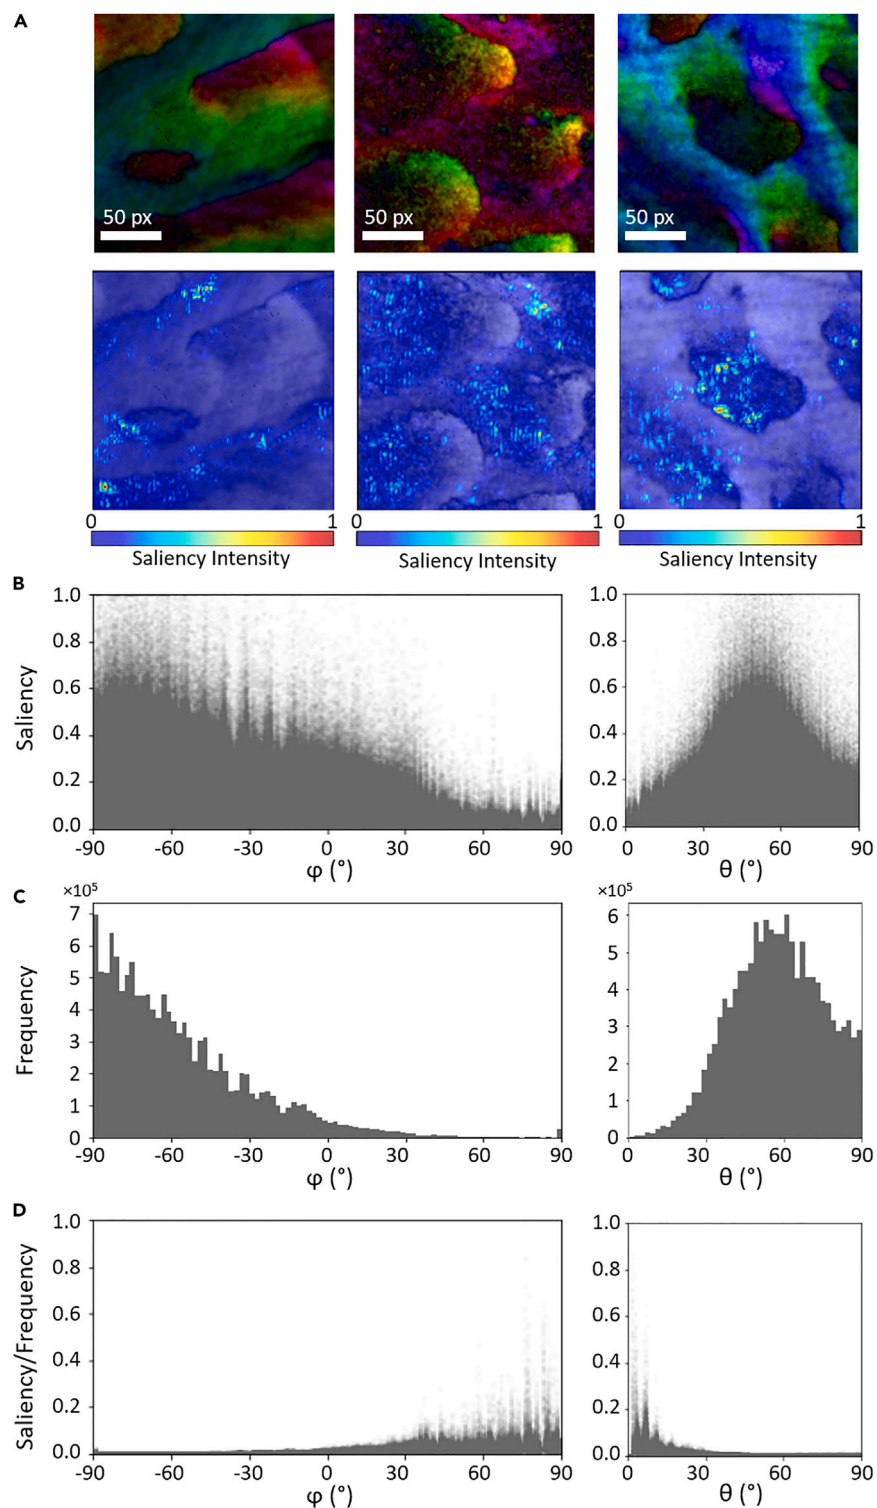 A
50 px 50 px 50 px
0 1 0 1 0 1
Saliency Intensity Saliency Intensity Saliency Intensity
B
1.0 1.0
0.8 0.8
Saliency
0.6 0.6
0.4 0.4
0.2 0.2
0.0 0.0
-90 -60 -30 0 30 60 90 0 30 60 90
φ (°) θ (°)
C
×10⁵ ×10⁵
7
6 6
5 5
Frequency
4 4
3 3
2 2
1 1
0 0
-90 -60 -30 0 30 60 90 0 30 60 90
φ (°) θ (°)
D
1.0 1.0
0.8 0.8
Saliency/Frequency
0.6 0.6
0.4 0.4
0.2 0.2
0.0 0.0
-90 -60 -30 0 30 60 90 0 30 60 90
φ (°) θ (°)